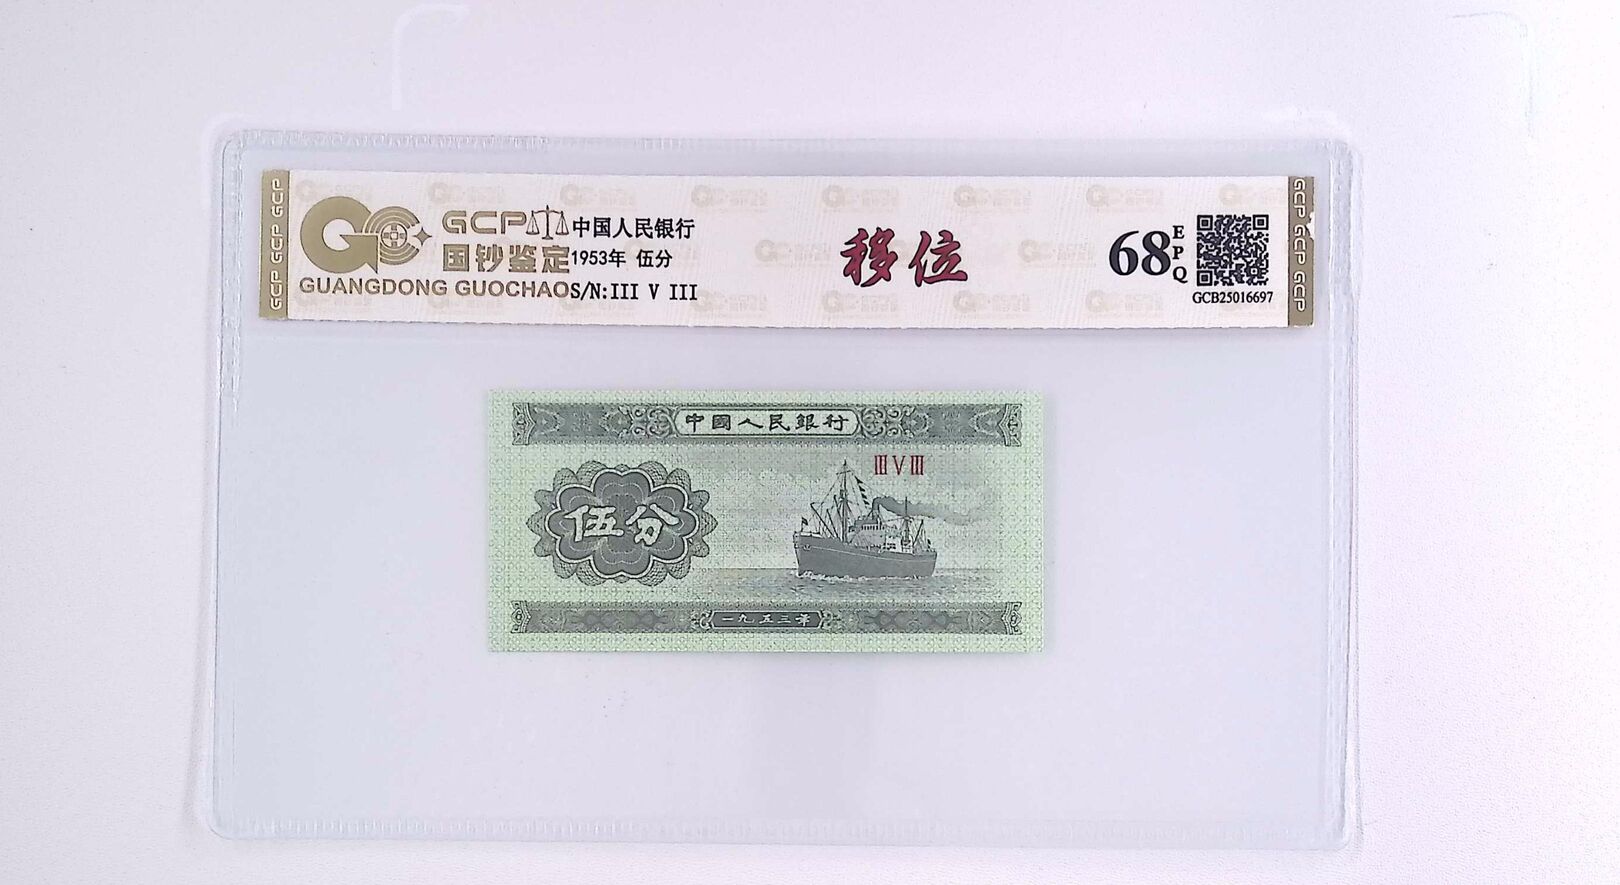 GCP GCP GCP
GCP
国钞鉴定
GUANGDONG GUOCHAO
中国人民银行
1953年 伍分
S/N:III V III
移位
68
EPQ
GCB25016697
GCP GCP GCP
中國人民銀行
III V III
伍分
一九五三年